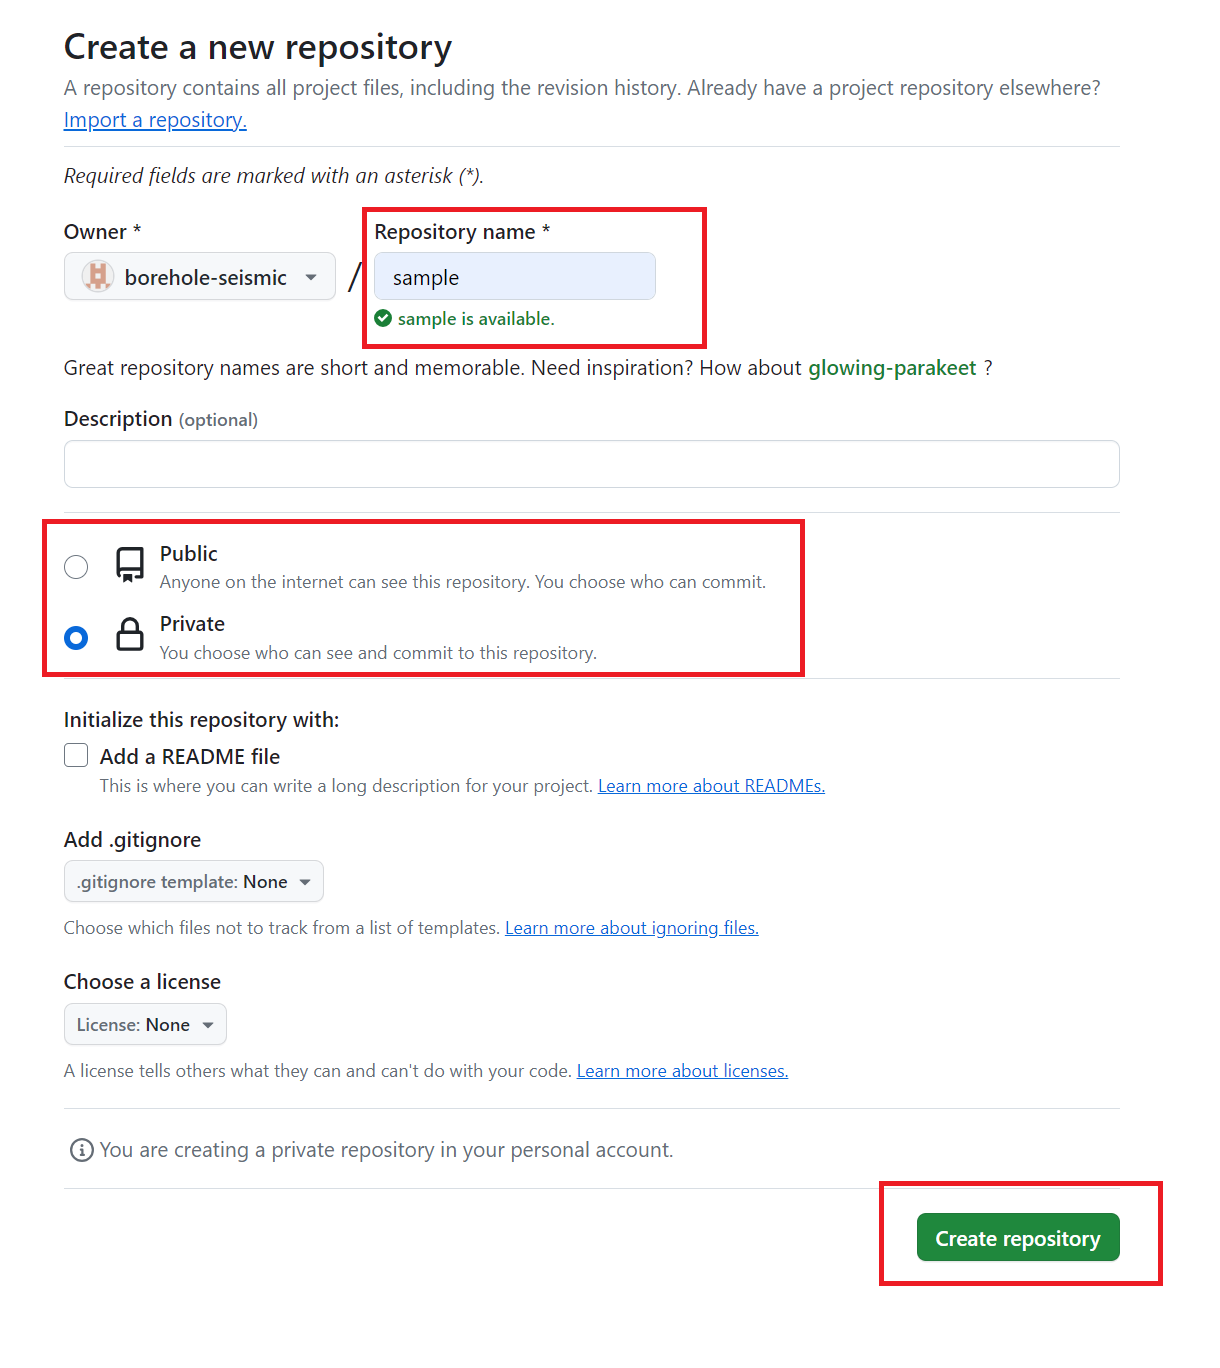 Create a new repository
A repository contains all project files, including the revision history. Already have a project repository elsewhere?
Import a repository.
Required fields are marked with an asterisk (*).
Owner *
Repository name *
borehole-seismic
/
sample
sample is available.
Great repository names are short and memorable. Need inspiration? How about glowing-parakeet ?
Description (optional)
Public
Anyone on the internet can see this repository. You choose who can commit.
Private
You choose who can see and commit to this repository.
Initialize this repository with:
Add a README file
This is where you can write a long description for your project. Learn more about READMEs.
Add .gitignore
.gitignore template: None
Choose which files not to track from a list of templates. Learn more about ignoring files.
Choose a license
License: None
A license tells others what they can and can't do with your code. Learn more about licenses.
You are creating a private repository in your personal account.
Create repository